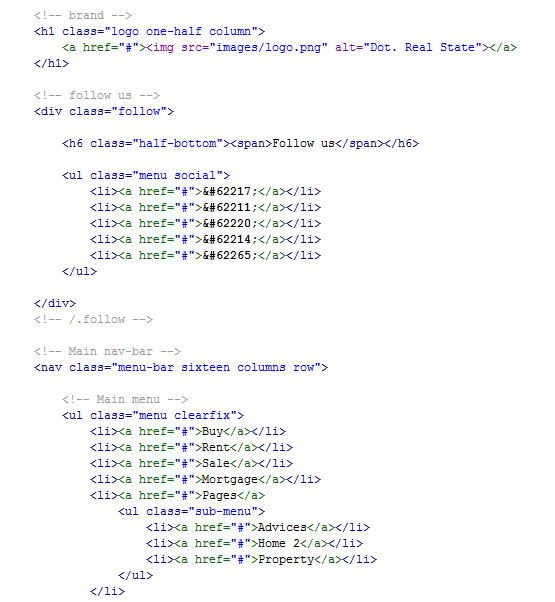 <!-- brand -->
<h1 class="logo one-half column">
<a href="#"><img src="images/logo.png" alt="Dot. Real State"></a>
</h1>
<!-- follow us -->
<div class="follow">
<h6 class="half-bottom"><span>Follow us</span></h6>
<ul class="menu social">
<li><a href="#">&#62217;</a></li>
<li><a href="#">&#62211;</a></li>
<li><a href="#">&#62220;</a></li>
<li><a href="#">&#62214;</a></li>
<li><a href="#">&#62265;</a></li>
</ul>
</div>
<!-- /.follow -->
<!-- Main nav-bar -->
<nav class="menu-bar sixteen columns row">
<!-- Main menu -->
<ul class="menu clearfix">
<li><a href="#">Buy</a></li>
<li><a href="#">Rent</a></li>
<li><a href="#">Sale</a></li>
<li><a href="#">Mortgage</a></li>
<li><a href="#">Pages</a>
<ul class="sub-menu">
<li><a href="#">Advices</a></li>
<li><a href="#">Home 2</a></li>
<li><a href="#">Property</a></li>
</ul>
</li>